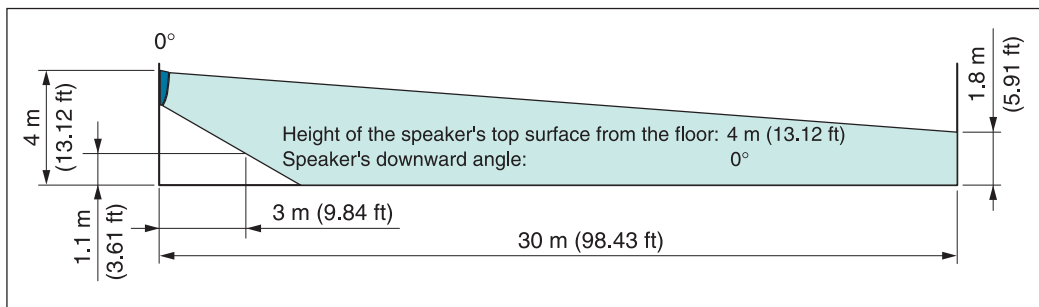 0°
4 m
(13.12 ft)
1.8 m
(5.91 ft)
Height of the speaker's top surface from the floor: 4 m (13.12 ft)
Speaker's downward angle: 0°
1.1 m
(3.61 ft)
3 m (9.84 ft)
30 m (98.43 ft)